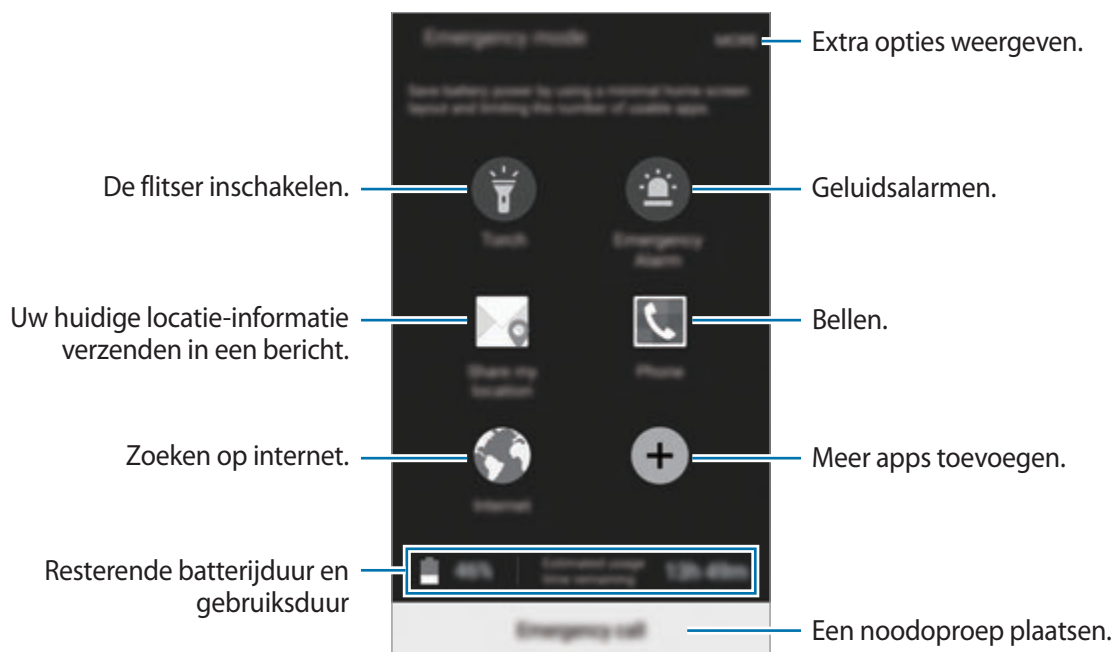 Emergency mode
MORE
Extra opties weergeven.
Save battery power by using a minimal home screen
layout and limiting the number of usable apps.
De flitser inschakelen.
Geluidsalarmen.
Torch
Emergency
Alarm
Uw huidige locatie-informatie
verzenden in een bericht.
Bellen.
Share my
location
Phone
Zoeken op internet.
Meer apps toevoegen.
Internet
Resterende batterijduur en
gebruiksduur
46%
Estimated usage
time remaining
Emergency call
Een noodoproep plaatsen.